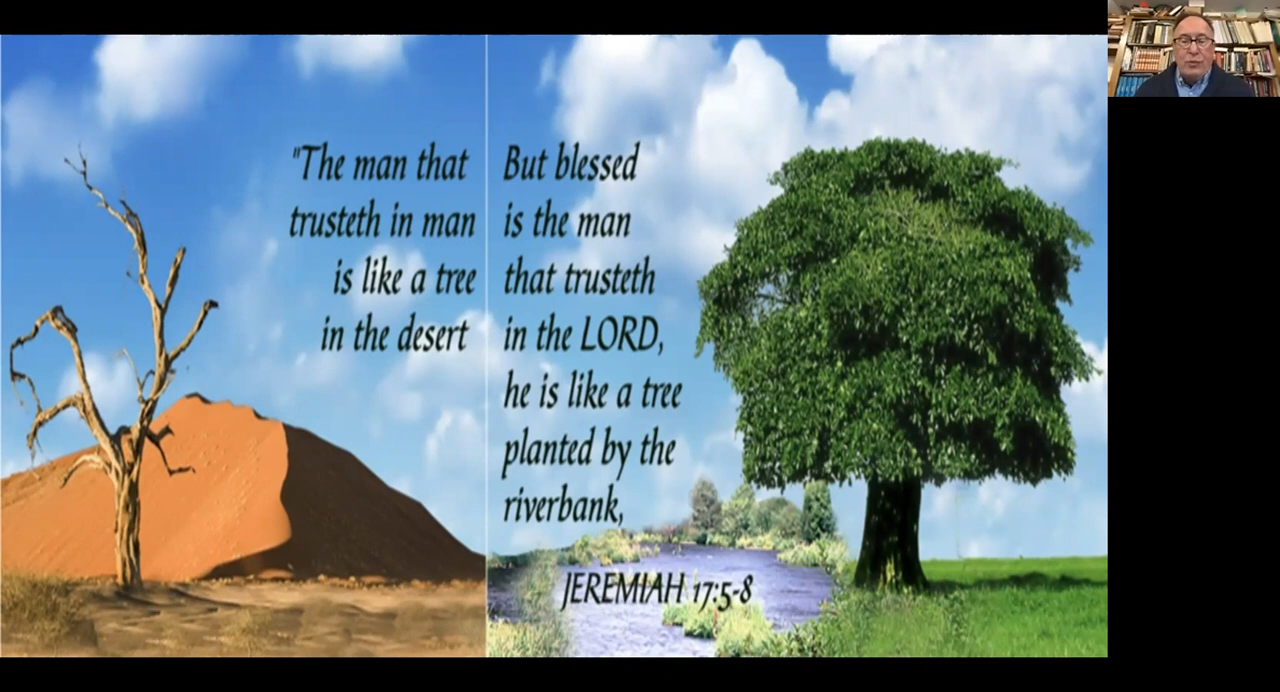 "The man that
trusteth in man
is like a tree
in the desert
But blessed
is the man
that trusteth
in the LORD,
he is like a tree
planted by the
riverbank,
JEREMIAH 17:5-8